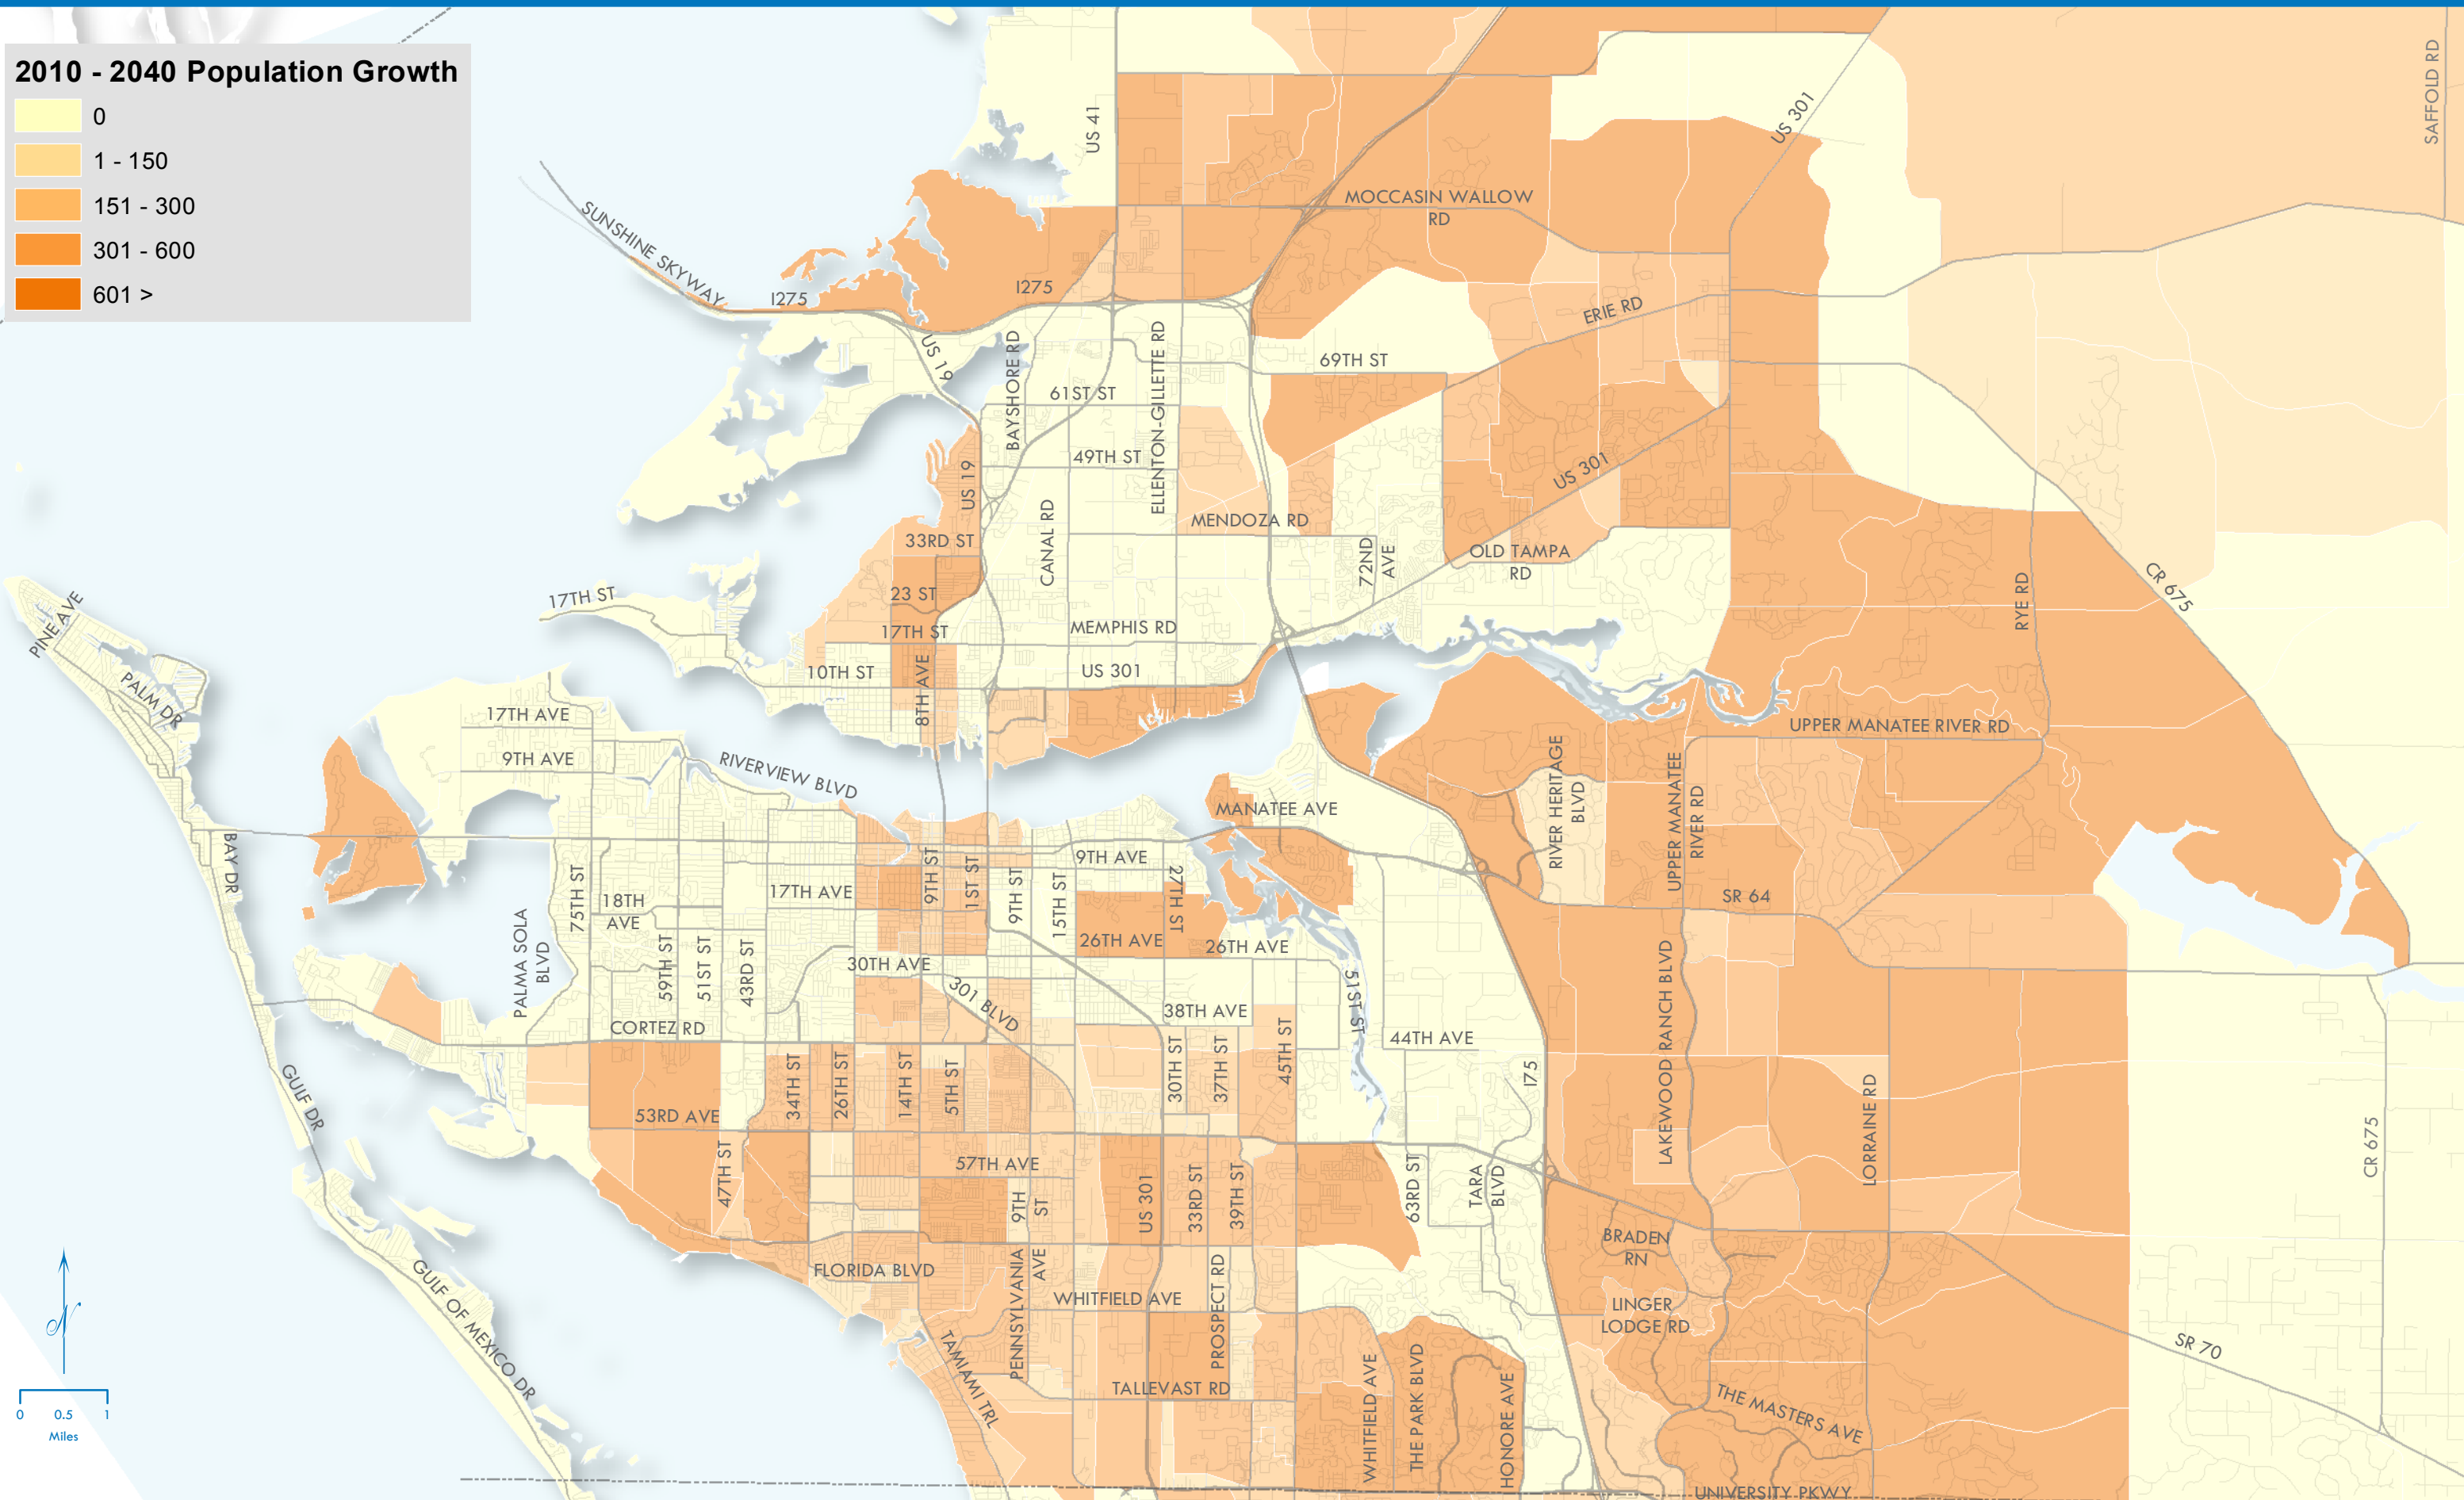 2010 - 2040 Population Growth
0
1 - 150
151 - 300
301 - 600
601 >
SAFFOLD RD
US 41
US 301
MOCCASIN WALLOW
RD
SUNSHINE SKYWAY
I275
I275
ERIE RD
US 19
BAYSHORE RD
ELLENTON-GILLETTE RD
69TH ST
61ST ST
49TH ST
US 19
US 301
MENDOZA RD
CANAL RD
33RD ST
72ND
AVE
OLD TAMPA
RD
CR 675
RYE RD
23 ST
17TH ST
PINE AVE
17TH ST
MEMPHIS RD
10TH ST
8TH AVE
US 301
PALM DR
17TH AVE
9TH AVE
RIVERVIEW BLVD
UPPER MANATEE RIVER RD
RIVER HERITAGE
BLVD
UPPER MANATEE
RIVER RD
MANATEE AVE
BAY DR
9TH AVE
75TH ST
18TH
AVE
17TH AVE
9TH ST
1ST ST
9TH ST
15TH ST
27TH ST
SR 64
PALMA SOLA
BLVD
59TH ST
51ST ST
43RD ST
26TH AVE
26TH AVE
30TH AVE
301 BLVD
51ST ST
LAKEWOOD RANCH BLVD
38TH AVE
CORTEZ RD
44TH AVE
GULF DR
34TH ST
26TH ST
14TH ST
5TH ST
30TH ST
37TH ST
45TH ST
I75
LORRAINE RD
CR 675
53RD AVE
47TH ST
57TH AVE
9TH
ST
US 301
33RD ST
39TH ST
63RD ST
TARA
BLVD
BRADEN
RN
FLORIDA BLVD
PENNSYLVANIA
AVE
WHITFIELD AVE
PROSPECT RD
LINGER
LODGE RD
GULF OF MEXICO DR
TAMIAMI TRL
TALLEVAST RD
WHITFIELD AVE
THE PARK BLVD
HONORE AVE
THE MASTERS AVE
SR 70
UNIVERSITY PKWY
N
0 0.5 1
Miles